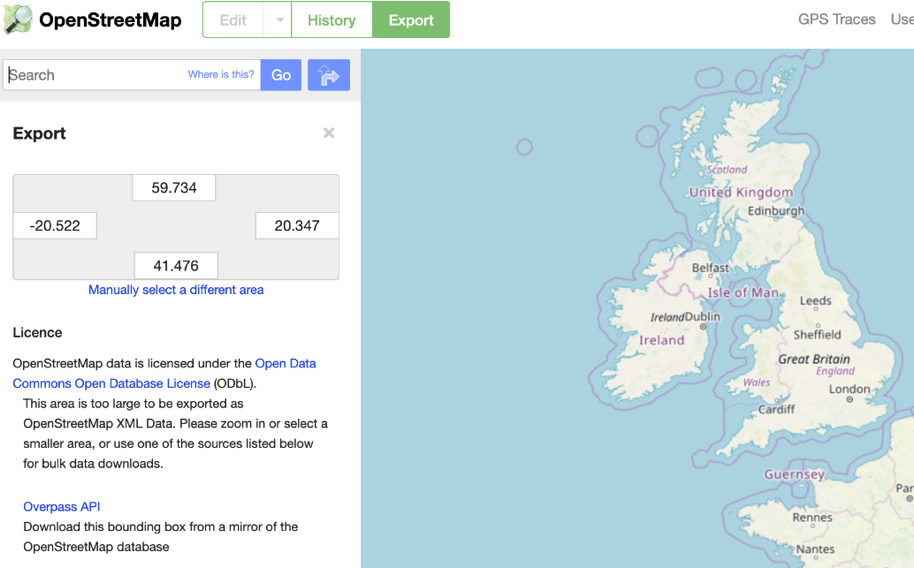 OpenStreetMap
Edit
History
Export
GPS Traces
Search
Where is this?
Go
Export
59.734
-20.522
20.347
41.476
Manually select a different area
Licence
OpenStreetMap data is licensed under the Open Data
Commons Open Database License (ODbL).
This area is too large to be exported as
OpenStreetMap XML Data. Please zoom in or select a
smaller area, or use one of the sources listed below
for bulk data downloads.
Overpass API
Download this bounding box from a mirror of the
OpenStreetMap database
Scotland
United Kingdom
Edinburgh
Belfast
Isle of Man
Leeds
Ireland
Dublin
Sheffield
Ireland
Great Britain
England
Wales
London
Cardiff
Guernsey
Rennes
Nantes